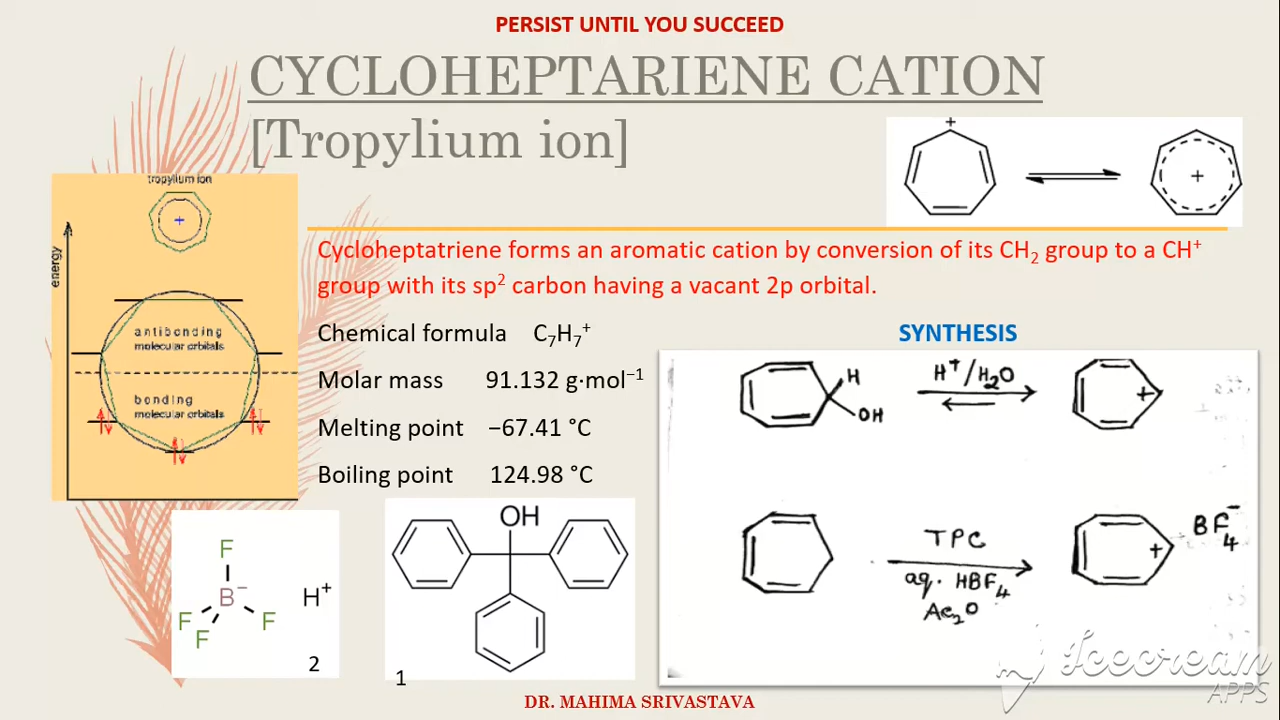 PERSIST UNTIL YOU SUCCEED
CYCLOHEPTARIENE CATION
[Tropylium ion]
+
+
tropylium ion
+
energy
antibonding
molecular orbitals
bonding
molecular orbitals
Cycloheptatriene forms an aromatic cation by conversion of its CH₂ group to a CH⁺
group with its sp² carbon having a vacant 2p orbital.
Chemical formula C₇H₇⁺
Molar mass 91.132 g·mol⁻¹
Melting point −67.41 °C
Boiling point 124.98 °C
SYNTHESIS
H
OH
H⁺/H₂O
+
TPC
aq. HBF₄
Ac₂O
+
BF₄⁻
F
B⁻
F
F
F
H⁺
2
OH
1
DR. MAHIMA SRIVASTAVA
Icecream
APPS